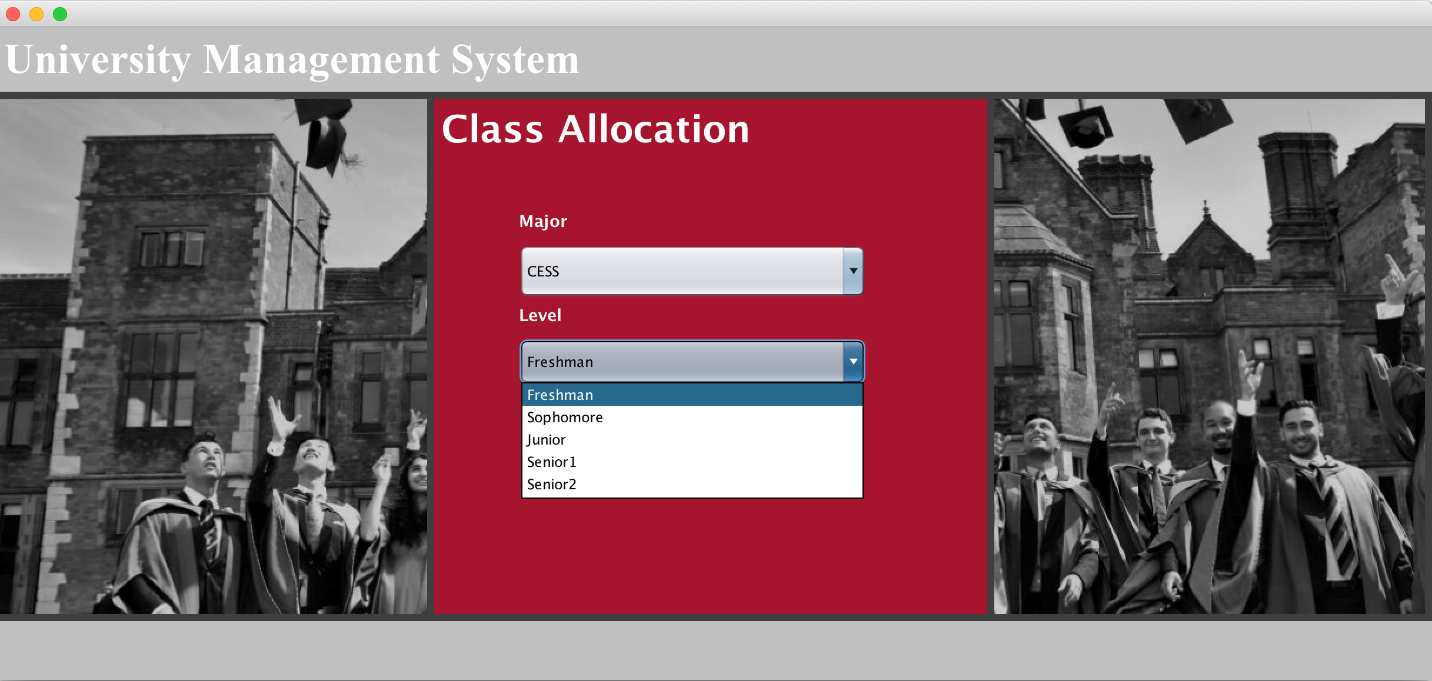 University Management System
Class Allocation
Major
CESS
Level
Freshman
Freshman
Sophomore
Junior
Senior1
Senior2